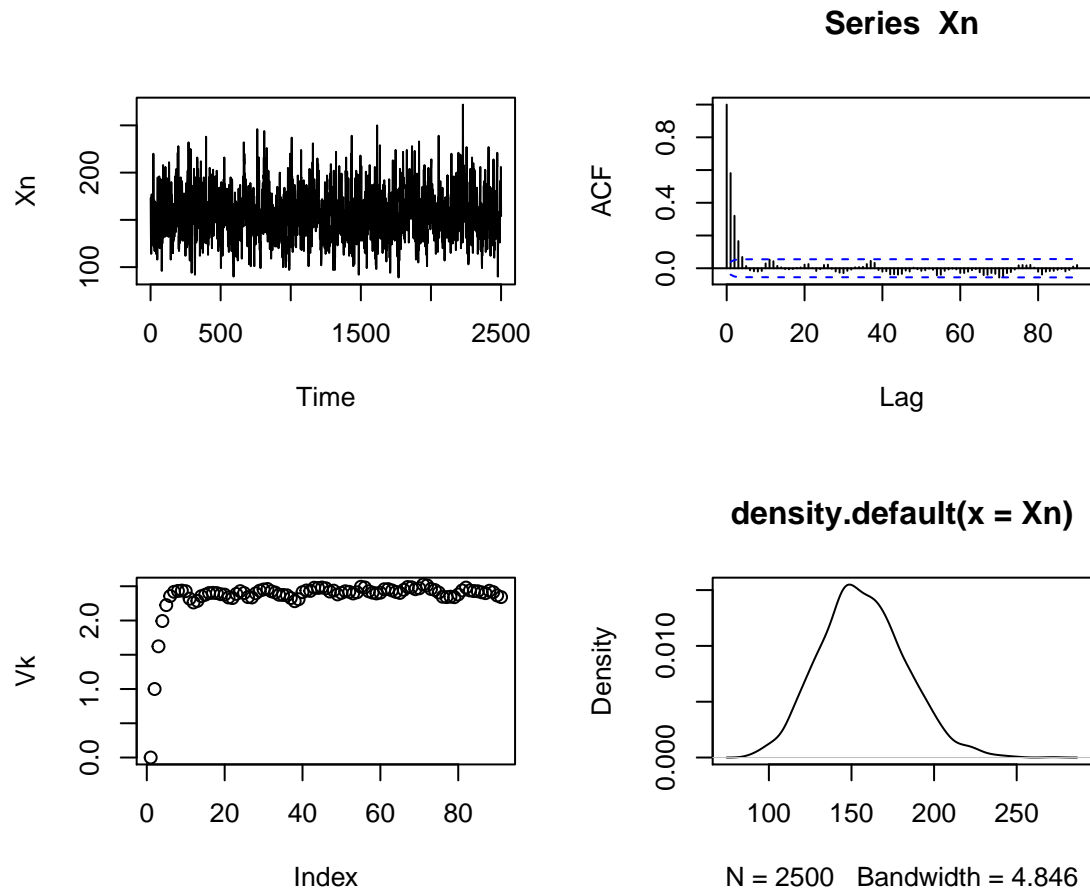 Xn
100
200
0
500
1500
2500
Time
Series Xn
ACF
0.0
0.4
0.8
0
20
40
60
80
Lag
Vk
0.0
1.0
2.0
0
20
40
60
80
Index
density.default(x = Xn)
Density
0.000
0.010
100
150
200
250
N = 2500 Bandwidth = 4.846